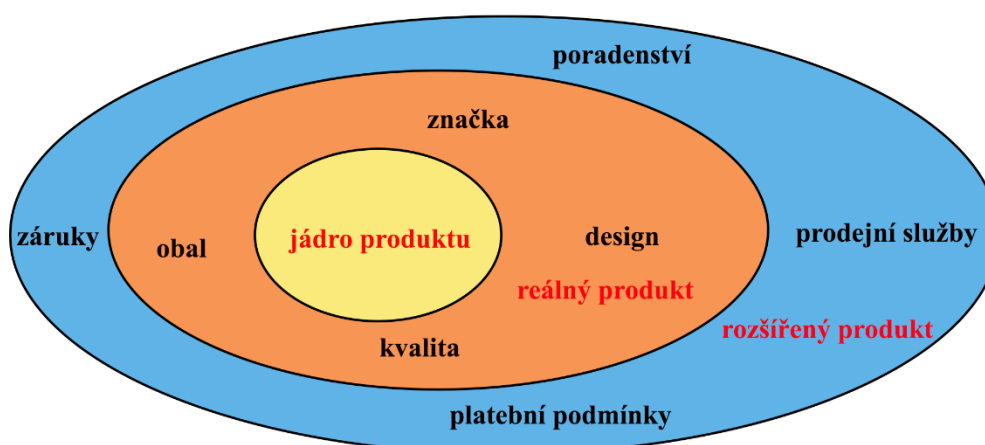 poradenství
značka
záruky
obal
jádro produktu
design
prodejní služby
reálný produkt
rozšířený produkt
kvalita
platební podmínky